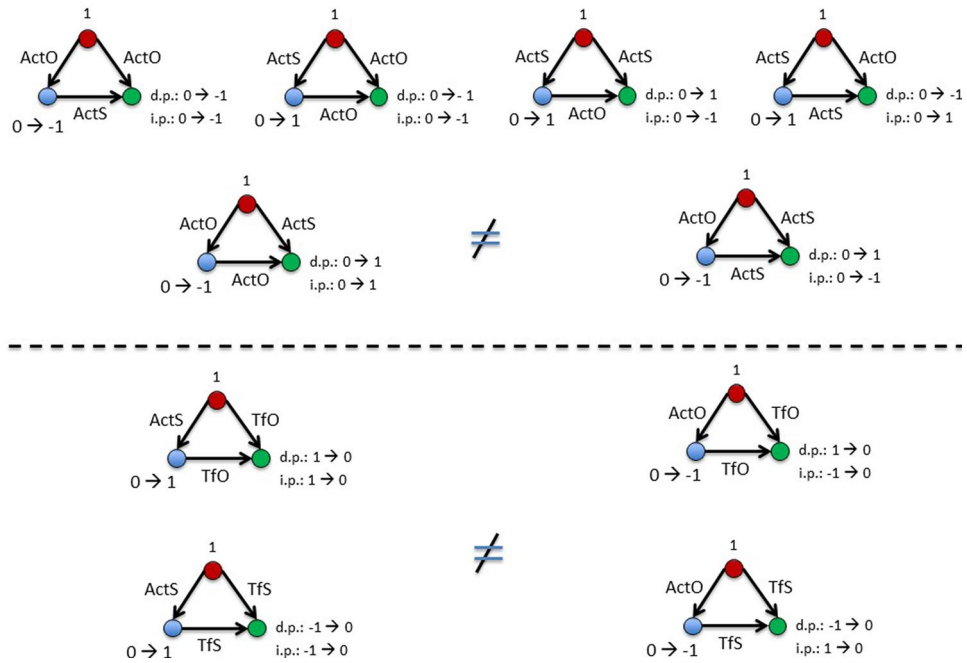 1
ActO ActO
ActS
0 → -1
d.p.: 0 → -1
i.p.: 0 → -1
1
ActS ActO
ActO
0 → 1
d.p.: 0 → - 1
i.p.: 0 → -1
1
ActS ActS
ActO
0 → 1
d.p.: 0 → 1
i.p.: 0 → -1
1
ActS ActO
ActS
0 → 1
d.p.: 0 → -1
i.p.: 0 → 1
1
ActO ActS
ActO
0 → -1
d.p.: 0 → 1
i.p.: 0 → 1
≠
1
ActO ActS
ActS
0 → -1
d.p.: 0 → 1
i.p.: 0 → -1
1
ActS TfO
TfO
0 → 1
d.p.: 1 → 0
i.p.: 1 → 0
1
ActO TfO
TfO
0 → -1
d.p.: 1 → 0
i.p.: -1 → 0
≠
1
ActS TfS
TfS
0 → 1
d.p.: -1 → 0
i.p.: -1 → 0
1
ActO TfS
TfS
0 → -1
d.p.: -1 → 0
i.p.: 1 → 0